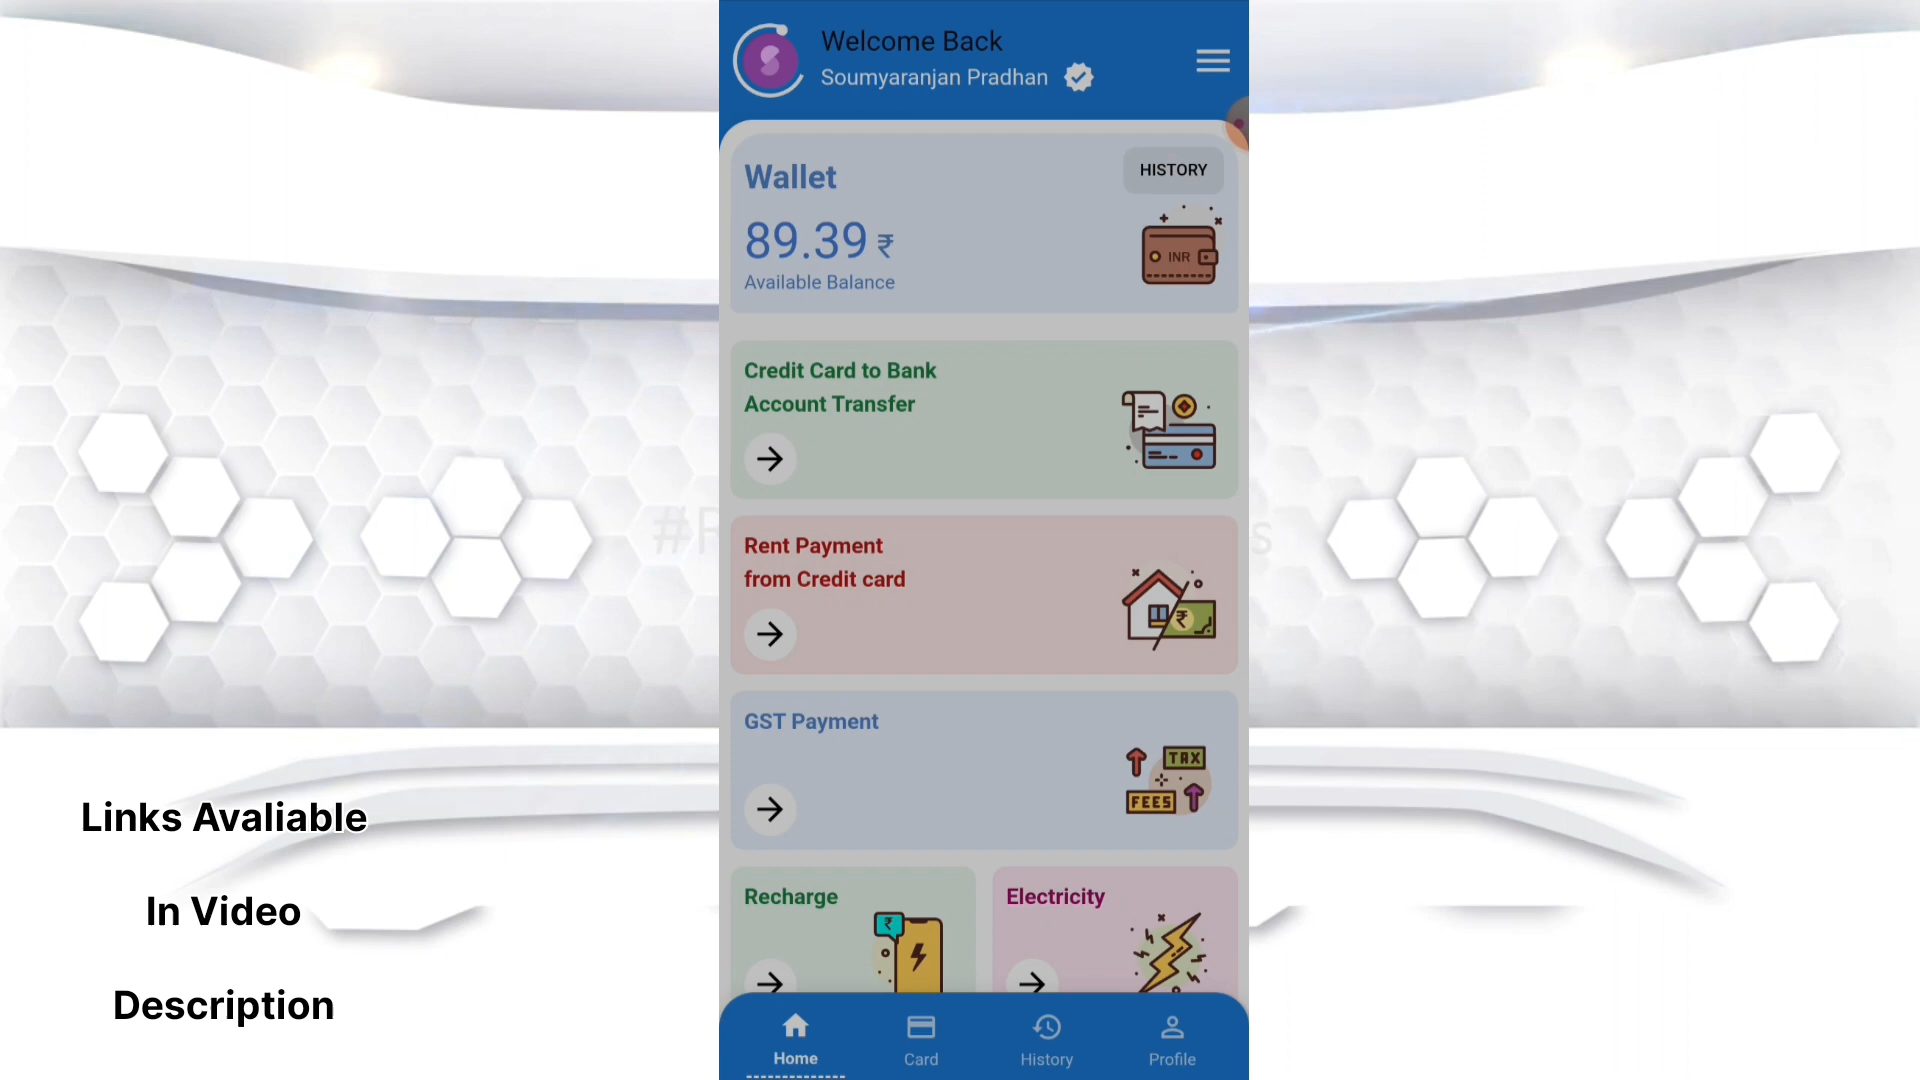 Welcome Back
Soumyaranjan Pradhan
Wallet
HISTORY
89.39 ₹
Available Balance
INR
Credit Card to Bank
Account Transfer
Rent Payment
from Credit card
₹
GST Payment
TAX
FEES
Recharge
₹
Electricity
Home
Card
History
Profile
Links Avaliable
In Video
Description